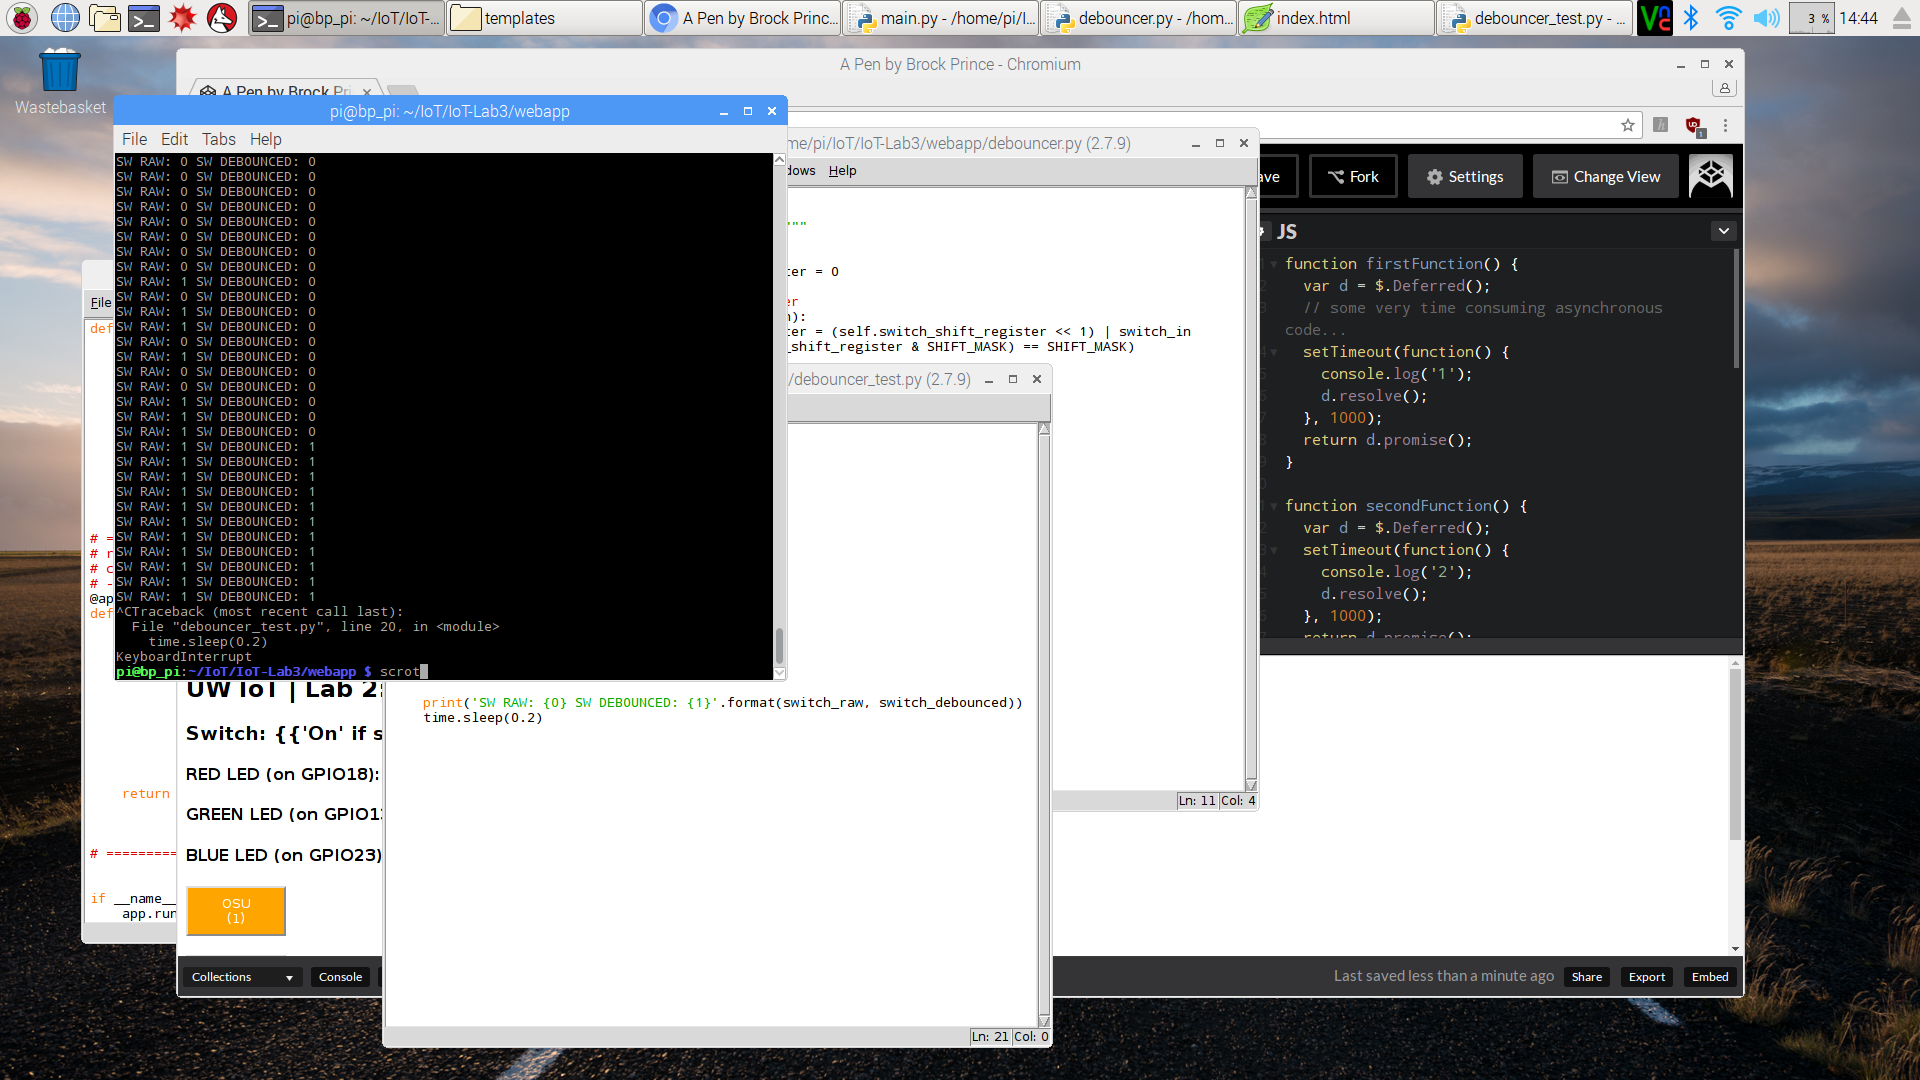 pi@bp_pi: ~/IoT/IoT-...
templates
A Pen by Brock Princ...
main.py - /home/pi/I...
debouncer.py - /hom...
index.html
debouncer_test.py - ...
3 %
14:44
Wastebasket
A Pen by Brock Prince - Chromium
A Pen by Brock Pri
pi@bp_pi: ~/IoT/IoT-Lab3/webapp
File Edit Tabs Help
SW RAW: 0 SW DEBOUNCED: 0
SW RAW: 0 SW DEBOUNCED: 0
SW RAW: 0 SW DEBOUNCED: 0
SW RAW: 0 SW DEBOUNCED: 0
SW RAW: 0 SW DEBOUNCED: 0
SW RAW: 0 SW DEBOUNCED: 0
SW RAW: 0 SW DEBOUNCED: 0
SW RAW: 0 SW DEBOUNCED: 0
SW RAW: 1 SW DEBOUNCED: 0
SW RAW: 0 SW DEBOUNCED: 0
SW RAW: 1 SW DEBOUNCED: 0
SW RAW: 1 SW DEBOUNCED: 0
SW RAW: 0 SW DEBOUNCED: 0
SW RAW: 1 SW DEBOUNCED: 0
SW RAW: 0 SW DEBOUNCED: 0
SW RAW: 0 SW DEBOUNCED: 0
SW RAW: 1 SW DEBOUNCED: 0
SW RAW: 1 SW DEBOUNCED: 0
SW RAW: 1 SW DEBOUNCED: 0
SW RAW: 1 SW DEBOUNCED: 1
SW RAW: 1 SW DEBOUNCED: 1
SW RAW: 1 SW DEBOUNCED: 1
SW RAW: 1 SW DEBOUNCED: 1
SW RAW: 1 SW DEBOUNCED: 1
SW RAW: 1 SW DEBOUNCED: 1
SW RAW: 1 SW DEBOUNCED: 1
SW RAW: 1 SW DEBOUNCED: 1
SW RAW: 1 SW DEBOUNCED: 1
SW RAW: 1 SW DEBOUNCED: 1
SW RAW: 1 SW DEBOUNCED: 1
^CTraceback (most recent call last):
File "debouncer_test.py", line 20, in <module>
time.sleep(0.2)
KeyboardInterrupt
pi@bp_pi:~/IoT/IoT-Lab3/webapp $ scrot
me/pi/IoT/IoT-Lab3/webapp/debouncer.py (2.7.9)
dows Help
"""
ter = 0
er
n):
ter = (self.switch_shift_register << 1) | switch_in
_shift_register & SHIFT_MASK) == SHIFT_MASK)
Ln: 11 Col: 4
/debouncer_test.py (2.7.9)
print('SW RAW: {0} SW DEBOUNCED: {1}'.format(switch_raw, switch_debounced))
time.sleep(0.2)
Ln: 21 Col: 0
File
def
# =
# r
# c
# -
@ap
def
return
# =========
if __name__
app.run
UW IoT | Lab 2:
Switch: {{'On' if s
RED LED (on GPIO18):
GREEN LED (on GPIO1
BLUE LED (on GPIO23)
OSU
(1)
ave
Fork
Settings
Change View
JS
function firstFunction() {
var d = $.Deferred();
// some very time consuming asynchronous
code...
setTimeout(function() {
console.log('1');
d.resolve();
}, 1000);
return d.promise();
}
function secondFunction() {
var d = $.Deferred();
setTimeout(function() {
console.log('2');
d.resolve();
}, 1000);
return d.promise();
Collections
Console
Last saved less than a minute ago
Share
Export
Embed